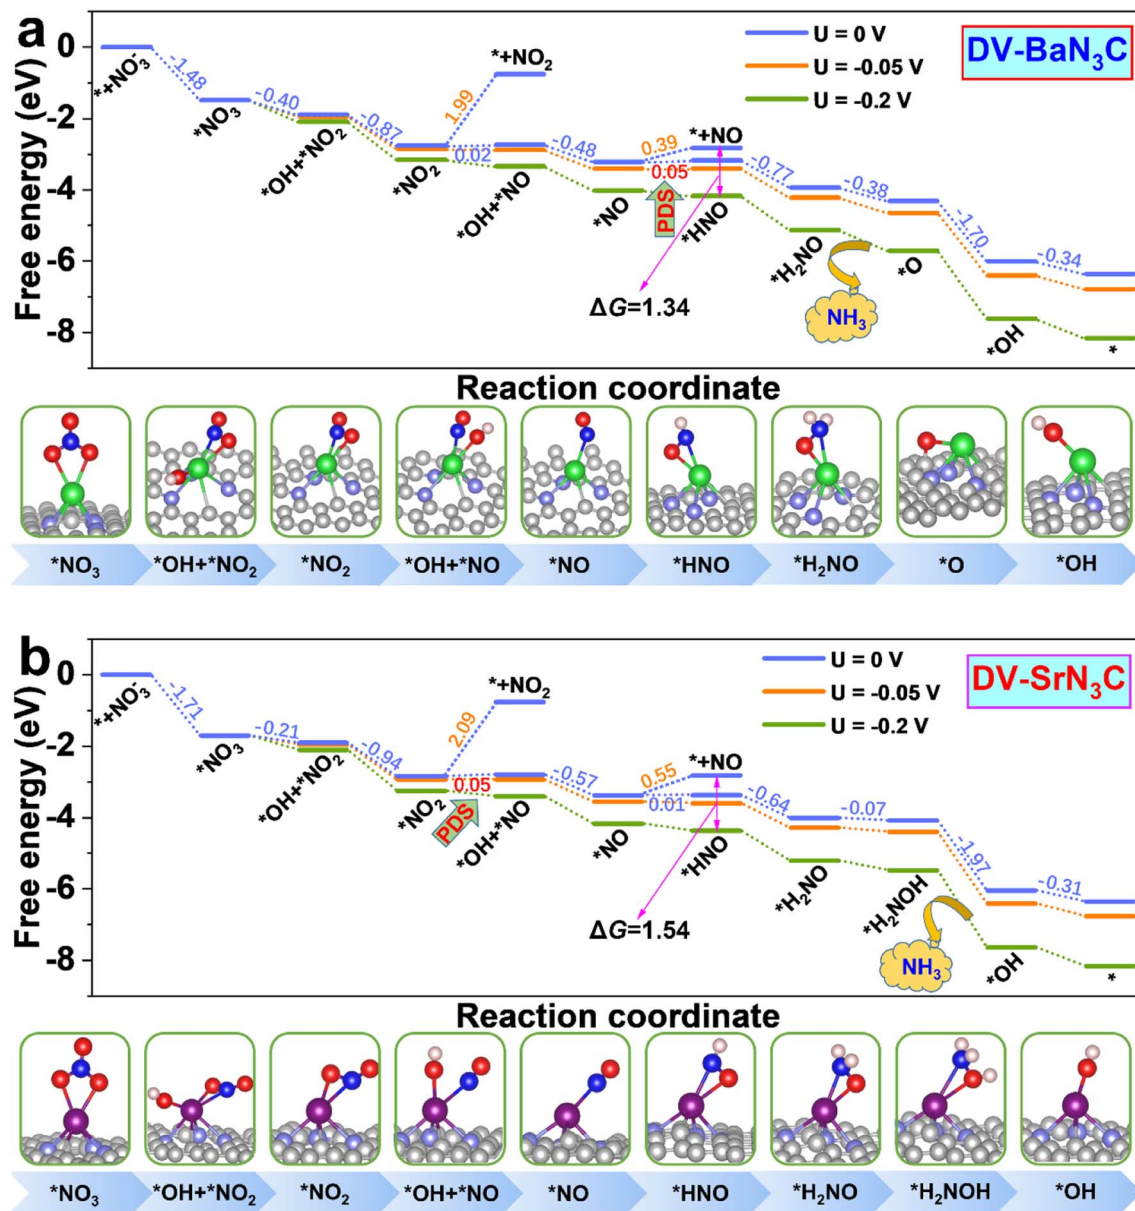 a
DV-BaN₃C
U = 0 V
U = -0.05 V
U = -0.2 V
Free energy (eV)
0
-2
-4
-6
-8
*+NO₃⁻
-1.48
*NO₃
-0.40
*OH+*NO₂
-0.87
*NO₂
1.99
*+NO₂
0.02
*OH+*NO
-0.48
*NO
0.39
*+NO
0.05
PDS
*HNO
ΔG=1.34
-0.77
*H₂NO
-0.38
*O
NH₃
-1.70
*OH
-0.34
*
Reaction coordinate
*NO₃ *OH+*NO₂ *NO₂ *OH+*NO *NO *HNO *H₂NO *O *OH
b
DV-SrN₃C
U = 0 V
U = -0.05 V
U = -0.2 V
Free energy (eV)
0
-2
-4
-6
-8
*+NO₃⁻
-1.71
*NO₃
-0.21
*OH+*NO₂
-0.94
*NO₂
2.09
*+NO₂
0.05
PDS
*OH+*NO
-0.57
*NO
0.55
*+NO
0.01
*HNO
ΔG=1.54
-0.64
*H₂NO
-0.07
*H₂NOH
NH₃
-1.97
*OH
-0.31
*
Reaction coordinate
*NO₃ *OH+*NO₂ *NO₂ *OH+*NO *NO *HNO *H₂NO *H₂NOH *OH